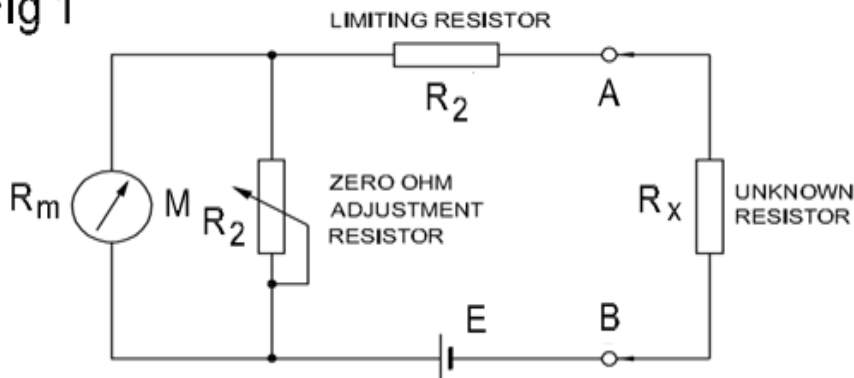 Fig 1
LIMITING RESISTOR
R2
A
Rm
M
R2
ZERO OHM
ADJUSTMENT
RESISTOR
Rx
UNKNOWN
RESISTOR
E
B